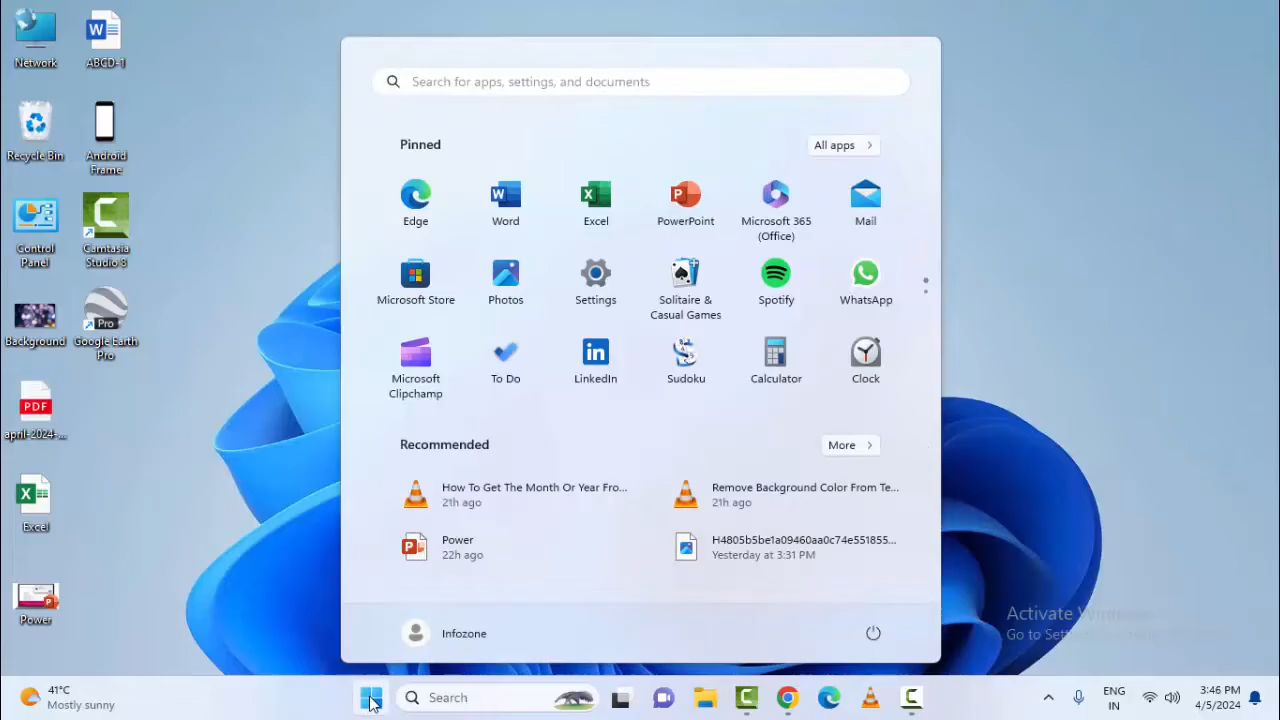 Network
ABCD-1
Recycle Bin
Android
Frame
Control
Panel
Camtasia
Studio 8
Background
Google Earth
Pro
Pro
PDF
april-2024-...
Excel
Power
Search for apps, settings, and documents
Pinned
All apps
Edge
Word
Excel
PowerPoint
Microsoft 365
(Office)
Mail
Microsoft Store
Photos
Settings
Solitaire &
Casual Games
Spotify
WhatsApp
Microsoft
Clipchamp
To Do
LinkedIn
Sudoku
Calculator
Clock
Recommended
More
How To Get The Month Or Year Fro...
21h ago
Remove Background Color From Te...
21h ago
Power
22h ago
H4805b5be1a09460aa0c74e551855...
Yesterday at 3:31 PM
Infozone
Activate
Go to
41°C
Mostly sunny
Search
ENG
IN
3:46 PM
4/5/2024